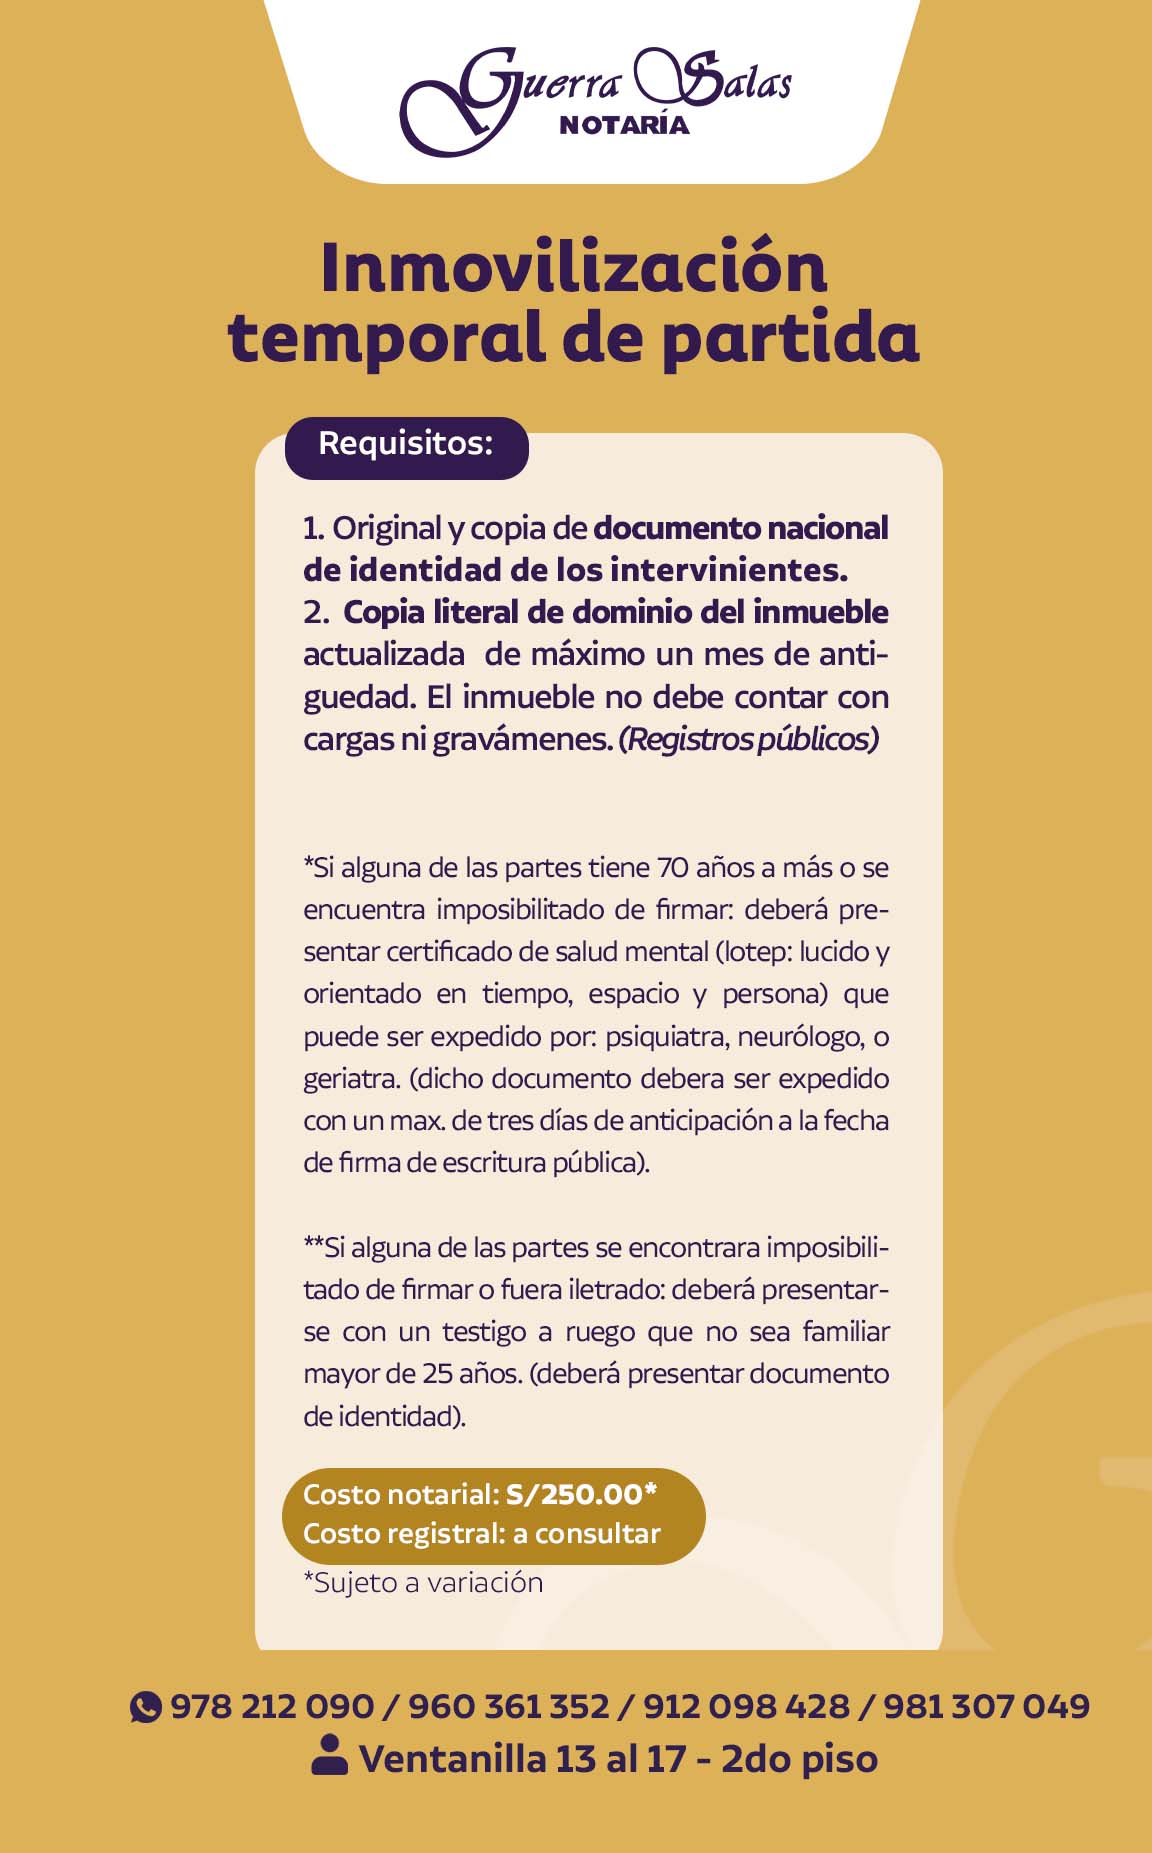 Guerra Salas
NOTARÍA
Inmovilización
temporal de partida
Requisitos:
1. Original y copia de documento nacional
de identidad de los intervinientes.
2. Copia literal de dominio del inmueble
actualizada de máximo un mes de anti-
guedad. El inmueble no debe contar con
cargas ni gravámenes. (Registros públicos)
*Si alguna de las partes tiene 70 años a más o se
encuentra imposibilitado de firmar: deberá pre-
sentar certificado de salud mental (lotep: lucido y
orientado en tiempo, espacio y persona) que
puede ser expedido por: psiquiatra, neurólogo, o
geriatra. (dicho documento debera ser expedido
con un max. de tres días de anticipación a la fecha
de firma de escritura pública).
**Si alguna de las partes se encontrara imposibili-
tado de firmar o fuera iletrado: deberá presentar-
se con un testigo a ruego que no sea familiar
mayor de 25 años. (deberá presentar documento
de identidad).
Costo notarial: S/250.00*
Costo registral: a consultar
*Sujeto a variación
978 212 090 / 960 361 352 / 912 098 428 / 981 307 049
Ventanilla 13 al 17 - 2do piso